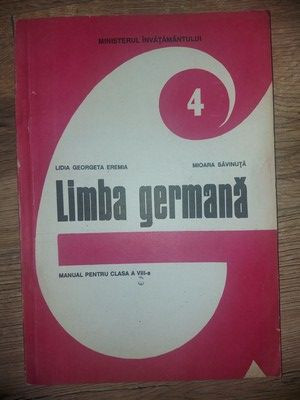 MINISTERUL ÎNVĂȚĂMÂNTULUI
4
LIDIA GEORGETA EREMIA
MIOARA SĂVINUȚĂ
Limba germană
MANUAL PENTRU CLASA A VIII-a